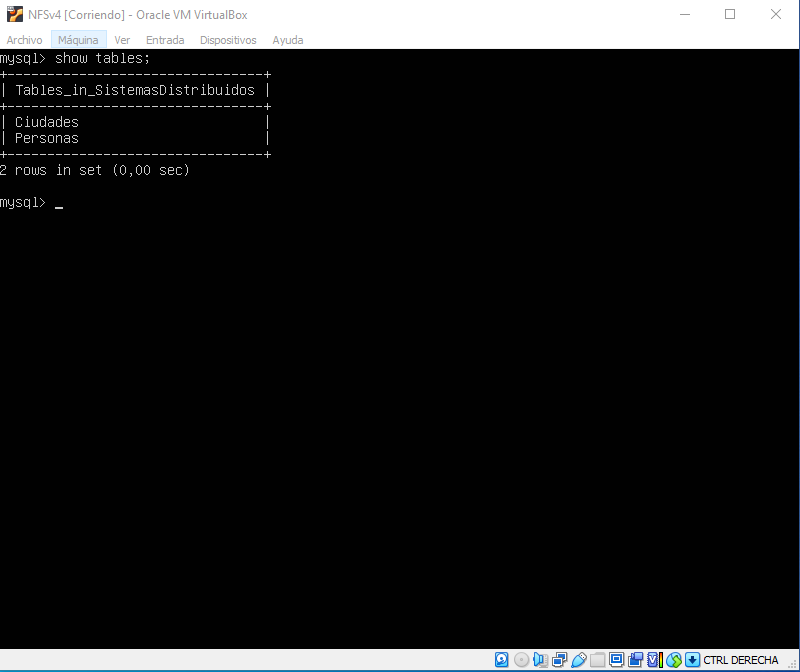 NFSv4 [Corriendo] - Oracle VM VirtualBox
Archivo Máquina Ver Entrada Dispositivos Ayuda
mysql> show tables;
+-------------------------------+
| Tables_in_SistemasDistribuidos |
+-------------------------------+
| Ciudades |
| Personas |
+-------------------------------+
2 rows in set (0,00 sec)
mysql> _
CTRL DERECHA